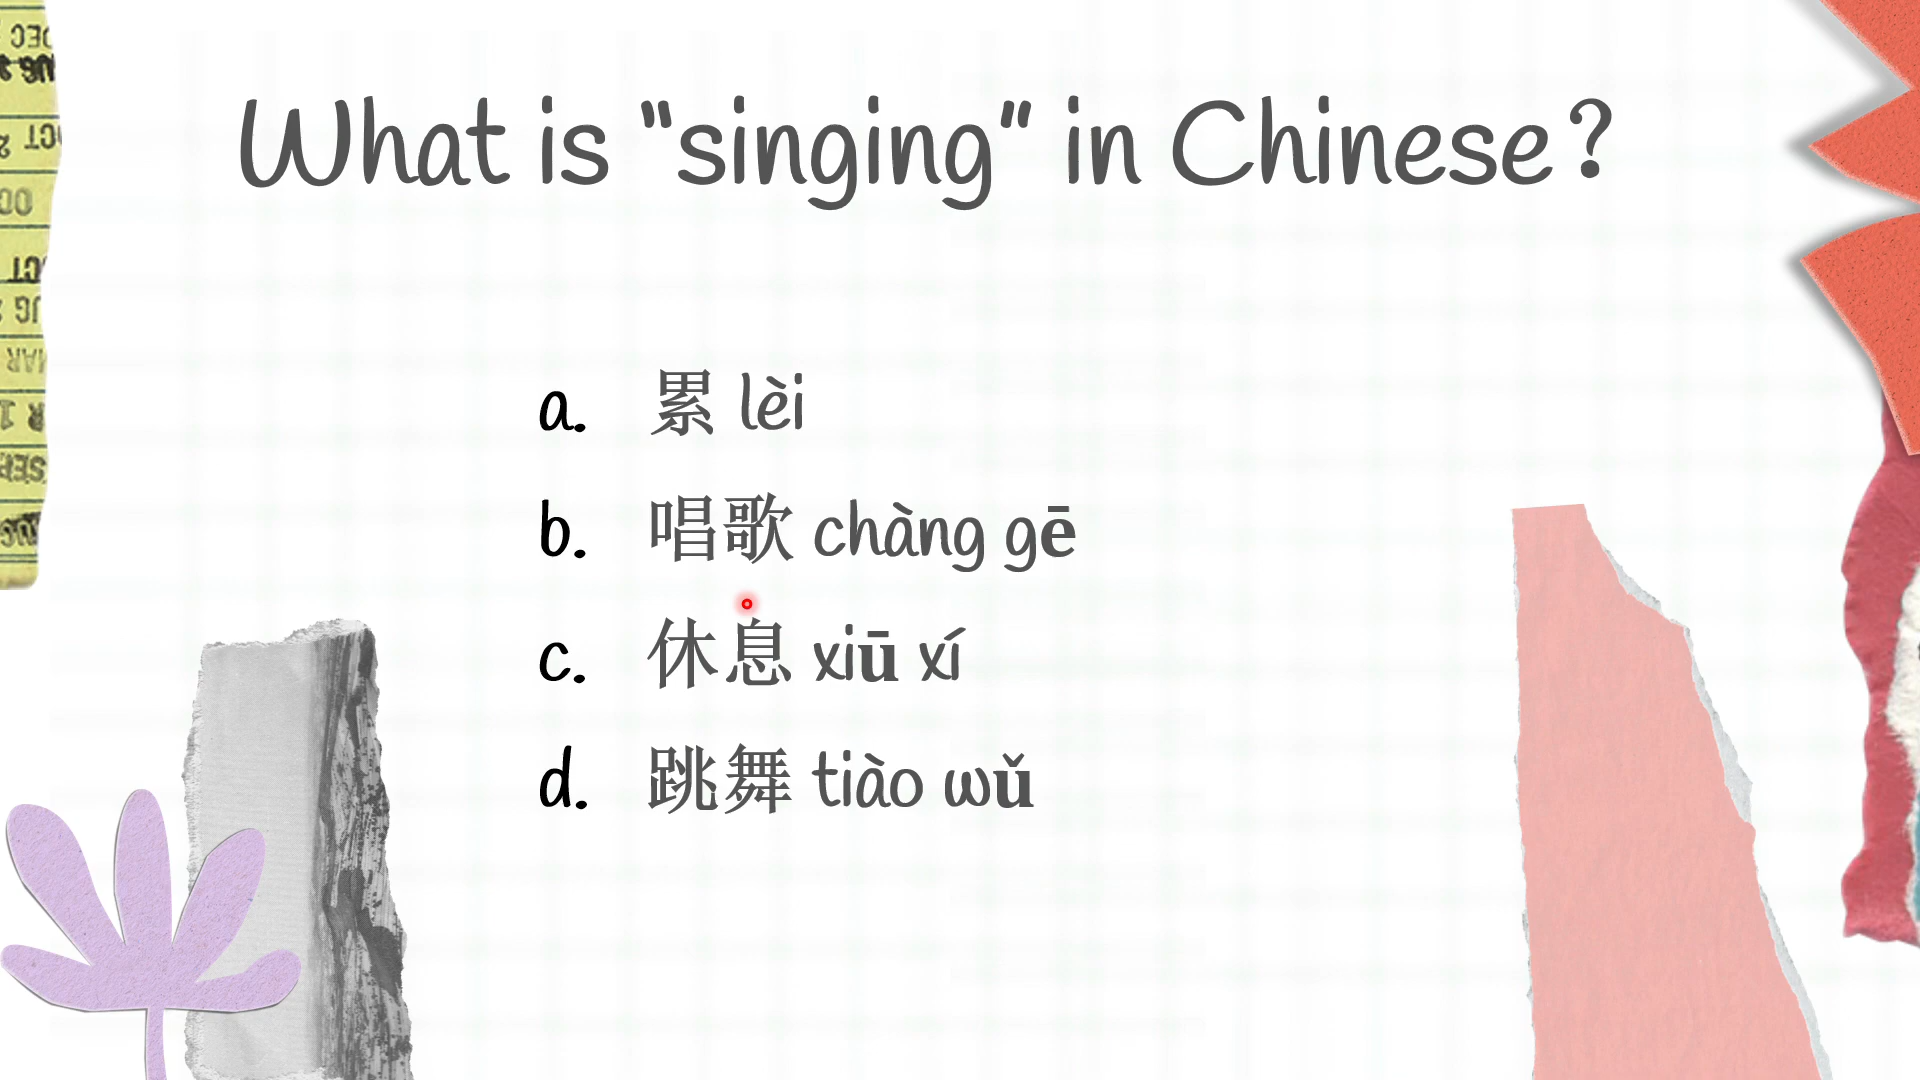 What is "singing" in Chinese?
a. 累 lèi
b. 唱歌 chàng gē
c. 休息 xiū xí
d. 跳舞 tiào wǔ